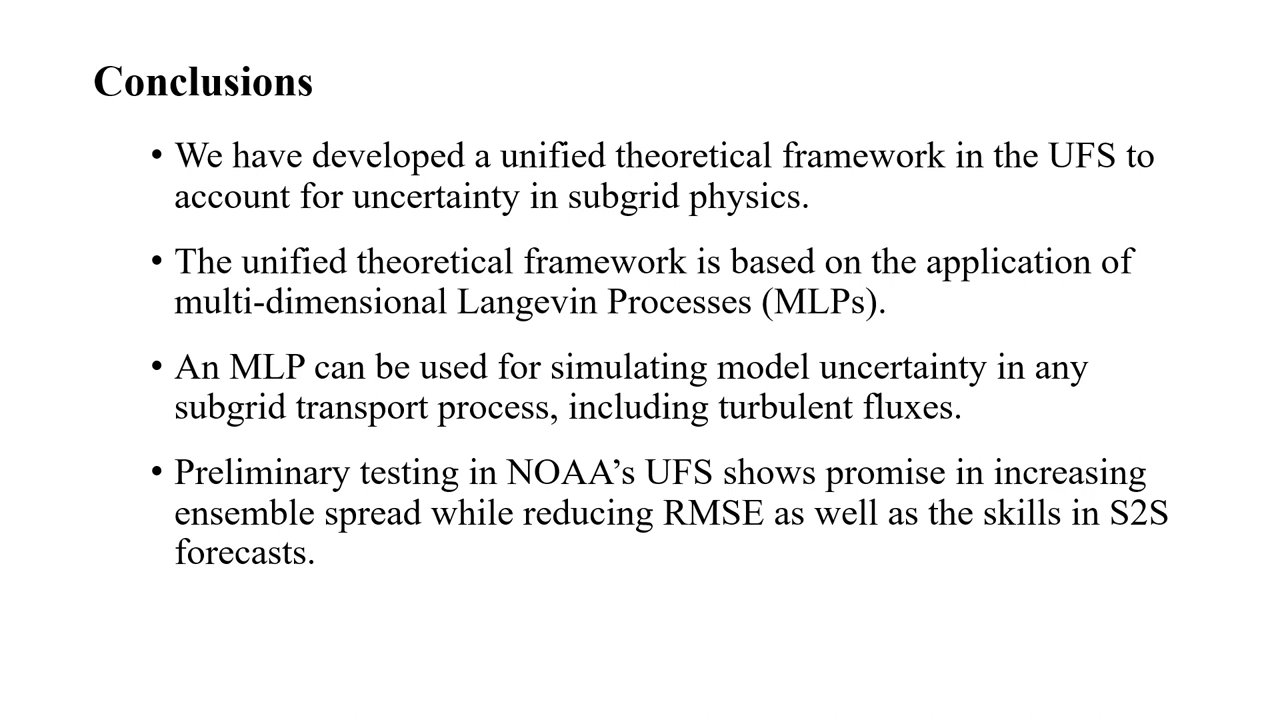 Conclusions
• We have developed a unified theoretical framework in the UFS to
account for uncertainty in subgrid physics.
• The unified theoretical framework is based on the application of
multi-dimensional Langevin Processes (MLPs).
• An MLP can be used for simulating model uncertainty in any
subgrid transport process, including turbulent fluxes.
• Preliminary testing in NOAA’s UFS shows promise in increasing
ensemble spread while reducing RMSE as well as the skills in S2S
forecasts.